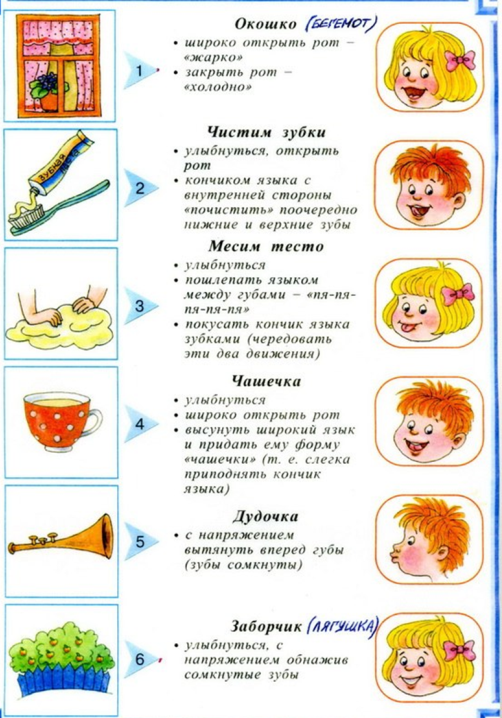 Окошко (БЕГЕМОТ)
1
• широко открыть рот –
«жарко»
• закрыть рот –
«холодно»
Чистим зубки
ЗУБНАЯ
ПАСТА
2
• улыбнуться, открыть
рот
• кончиком языка с
внутренней стороны
«почистить» поочередно
нижние и верхние зубы
Месим тесто
3
• улыбнуться
• пошлепать языком
между губами – «пя-пя-
пя-пя-пя»
• покусать кончик языка
зубками (чередовать
эти два движения)
Чашечка
4
• улыбнуться
• широко открыть рот
• высунуть широкий язык
и придать ему форму
«чашечки» (т. е. слегка
приподнять кончик
языка)
Дудочка
5
• с напряжением
вытянуть вперед губы
(зубы сомкнуты)
Заборчик (ЛЯГУШКА)
6
• улыбнуться, с
напряжением обнажив
сомкнутые зубы